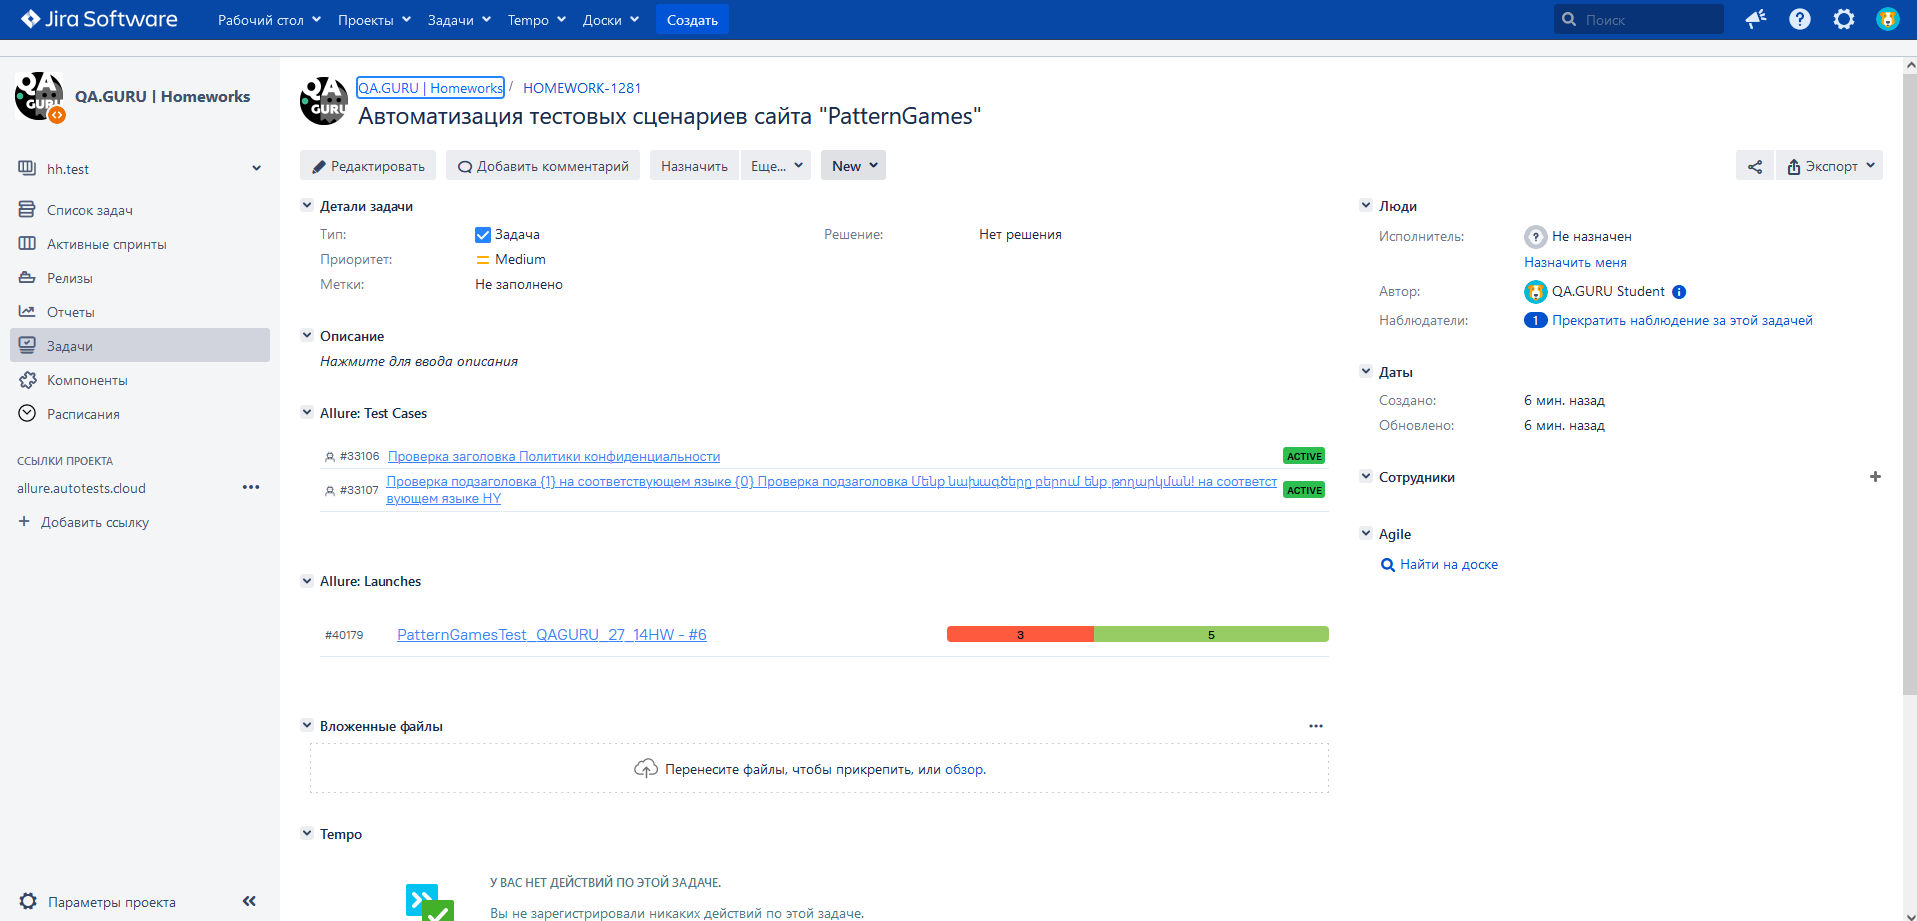 Jira Software
Рабочий стол
Проекты
Задачи
Tempo
Доски
Создать
Поиск
QA GURU
QA.GURU | Homeworks
hh.test
Список задач
Активные спринты
Релизы
Отчеты
Задачи
Компоненты
Расписания
ССЫЛКИ ПРОЕКТА
allure.autotests.cloud
Добавить ссылку
Параметры проекта
QA GURU
QA.GURU | Homeworks / HOMEWORK-1281
Автоматизация тестовых сценариев сайта "PatternGames"
Редактировать
Добавить комментарий
Назначить
Еще...
New
Экспорт
Детали задачи
Тип: Задача
Решение: Нет решения
Приоритет: Medium
Метки: Не заполнено
Описание
Нажмите для ввода описания
Allure: Test Cases
#33106 Проверка заголовка Политики конфиденциальности ACTIVE
#33107 Проверка подзаголовка {1} на соответствующем языке {0} Проверка подзаголовка Մենք նախագծերը բերում ենք թողարկման! на соответст
вующем языке HY
ACTIVE
Allure: Launches
#40179 PatternGamesTest_QAGURU_27_14HW - #6 3 5
Вложенные файлы
Перенесите файлы, чтобы прикрепить, или обзор.
Tempo
У ВАС НЕТ ДЕЙСТВИЙ ПО ЭТОЙ ЗАДАЧЕ.
Вы не зарегистрировали никаких действий по этой задаче.
Люди
Исполнитель: Не назначен
Назначить меня
Автор: QA.GURU Student
Наблюдатели: 1 Прекратить наблюдение за этой задачей
Даты
Создано: 6 мин. назад
Обновлено: 6 мин. назад
Сотрудники
Agile
Найти на доске